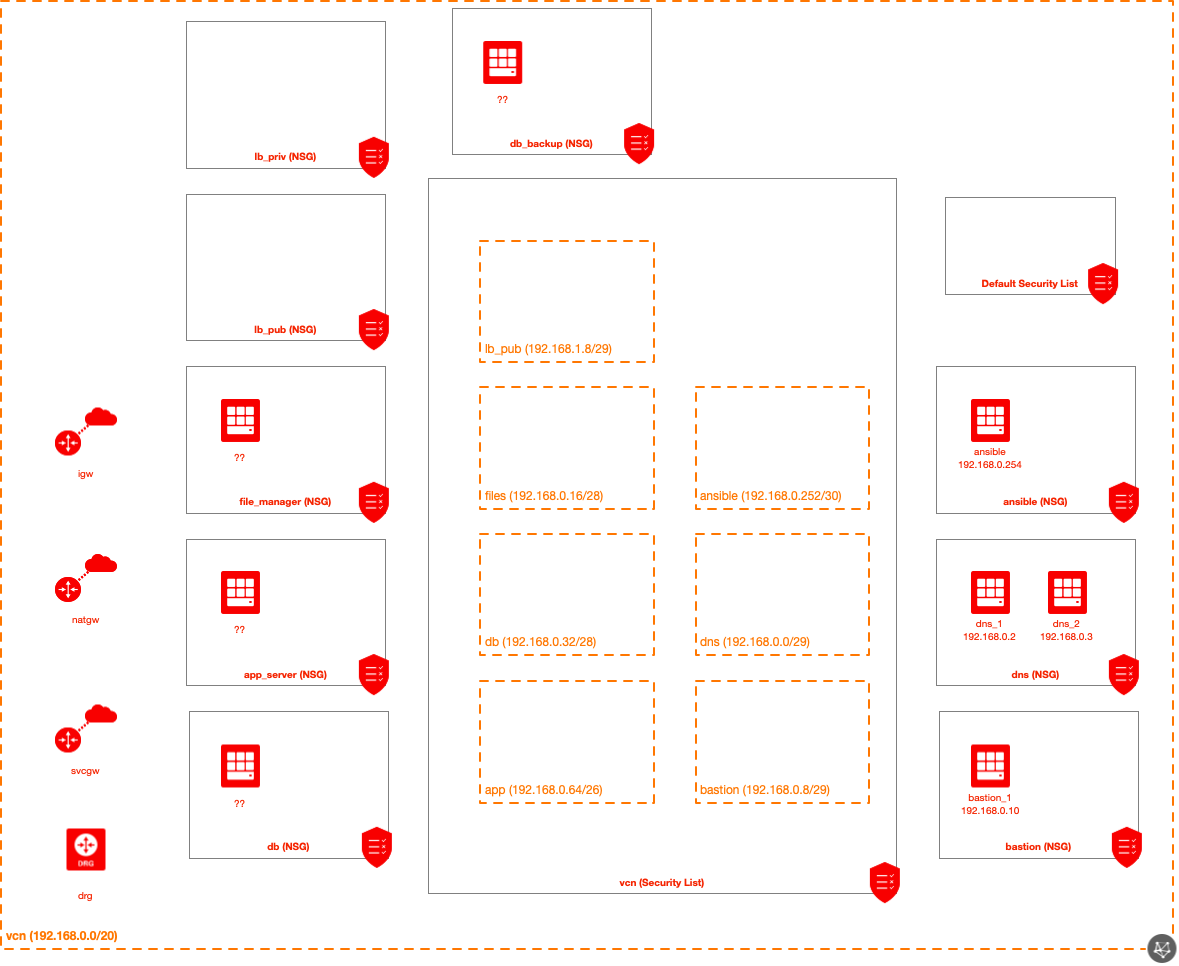 ??
db_backup (NSG)
lb_priv (NSG)
lb_pub (NSG)
Default Security List
lb_pub (192.168.1.8/29)
igw
??
file_manager (NSG)
files (192.168.0.16/28)
ansible (192.168.0.252/30)
ansible
192.168.0.254
ansible (NSG)
natgw
??
app_server (NSG)
db (192.168.0.32/28)
dns (192.168.0.0/29)
dns_1
192.168.0.2
dns_2
192.168.0.3
dns (NSG)
svcgw
??
db (NSG)
app (192.168.0.64/26)
bastion (192.168.0.8/29)
bastion_1
192.168.0.10
bastion (NSG)
DRG
drg
vcn (Security List)
vcn (192.168.0.0/20)